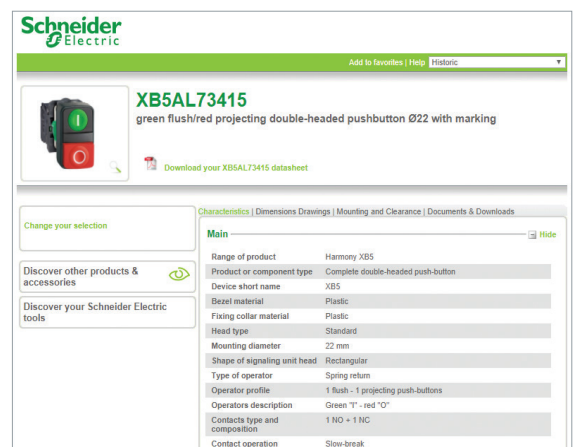 Schneider
Electric
Add to favorites | Help Historic
XB5AL73415
green flush/red projecting double-headed pushbutton Ø22 with marking
Download your XB5AL73415 datasheet
Characteristics | Dimensions Drawings | Mounting and Clearance | Documents & Downloads
Change your selection
Main
Hide
Range of product Harmony XB5
Product or component type Complete double-headed push-button
Discover other products &
accessories
Device short name XB5
Bezel material Plastic
Discover your Schneider Electric
tools
Fixing collar material Plastic
Head type Standard
Mounting diameter 22 mm
Shape of signaling unit head Rectangular
Type of operator Spring return
Operator profile 1 flush - 1 projecting push-buttons
Operators description Green "I" - red "O"
Contacts type and
composition 1 NO + 1 NC
Contact operation Slow-break